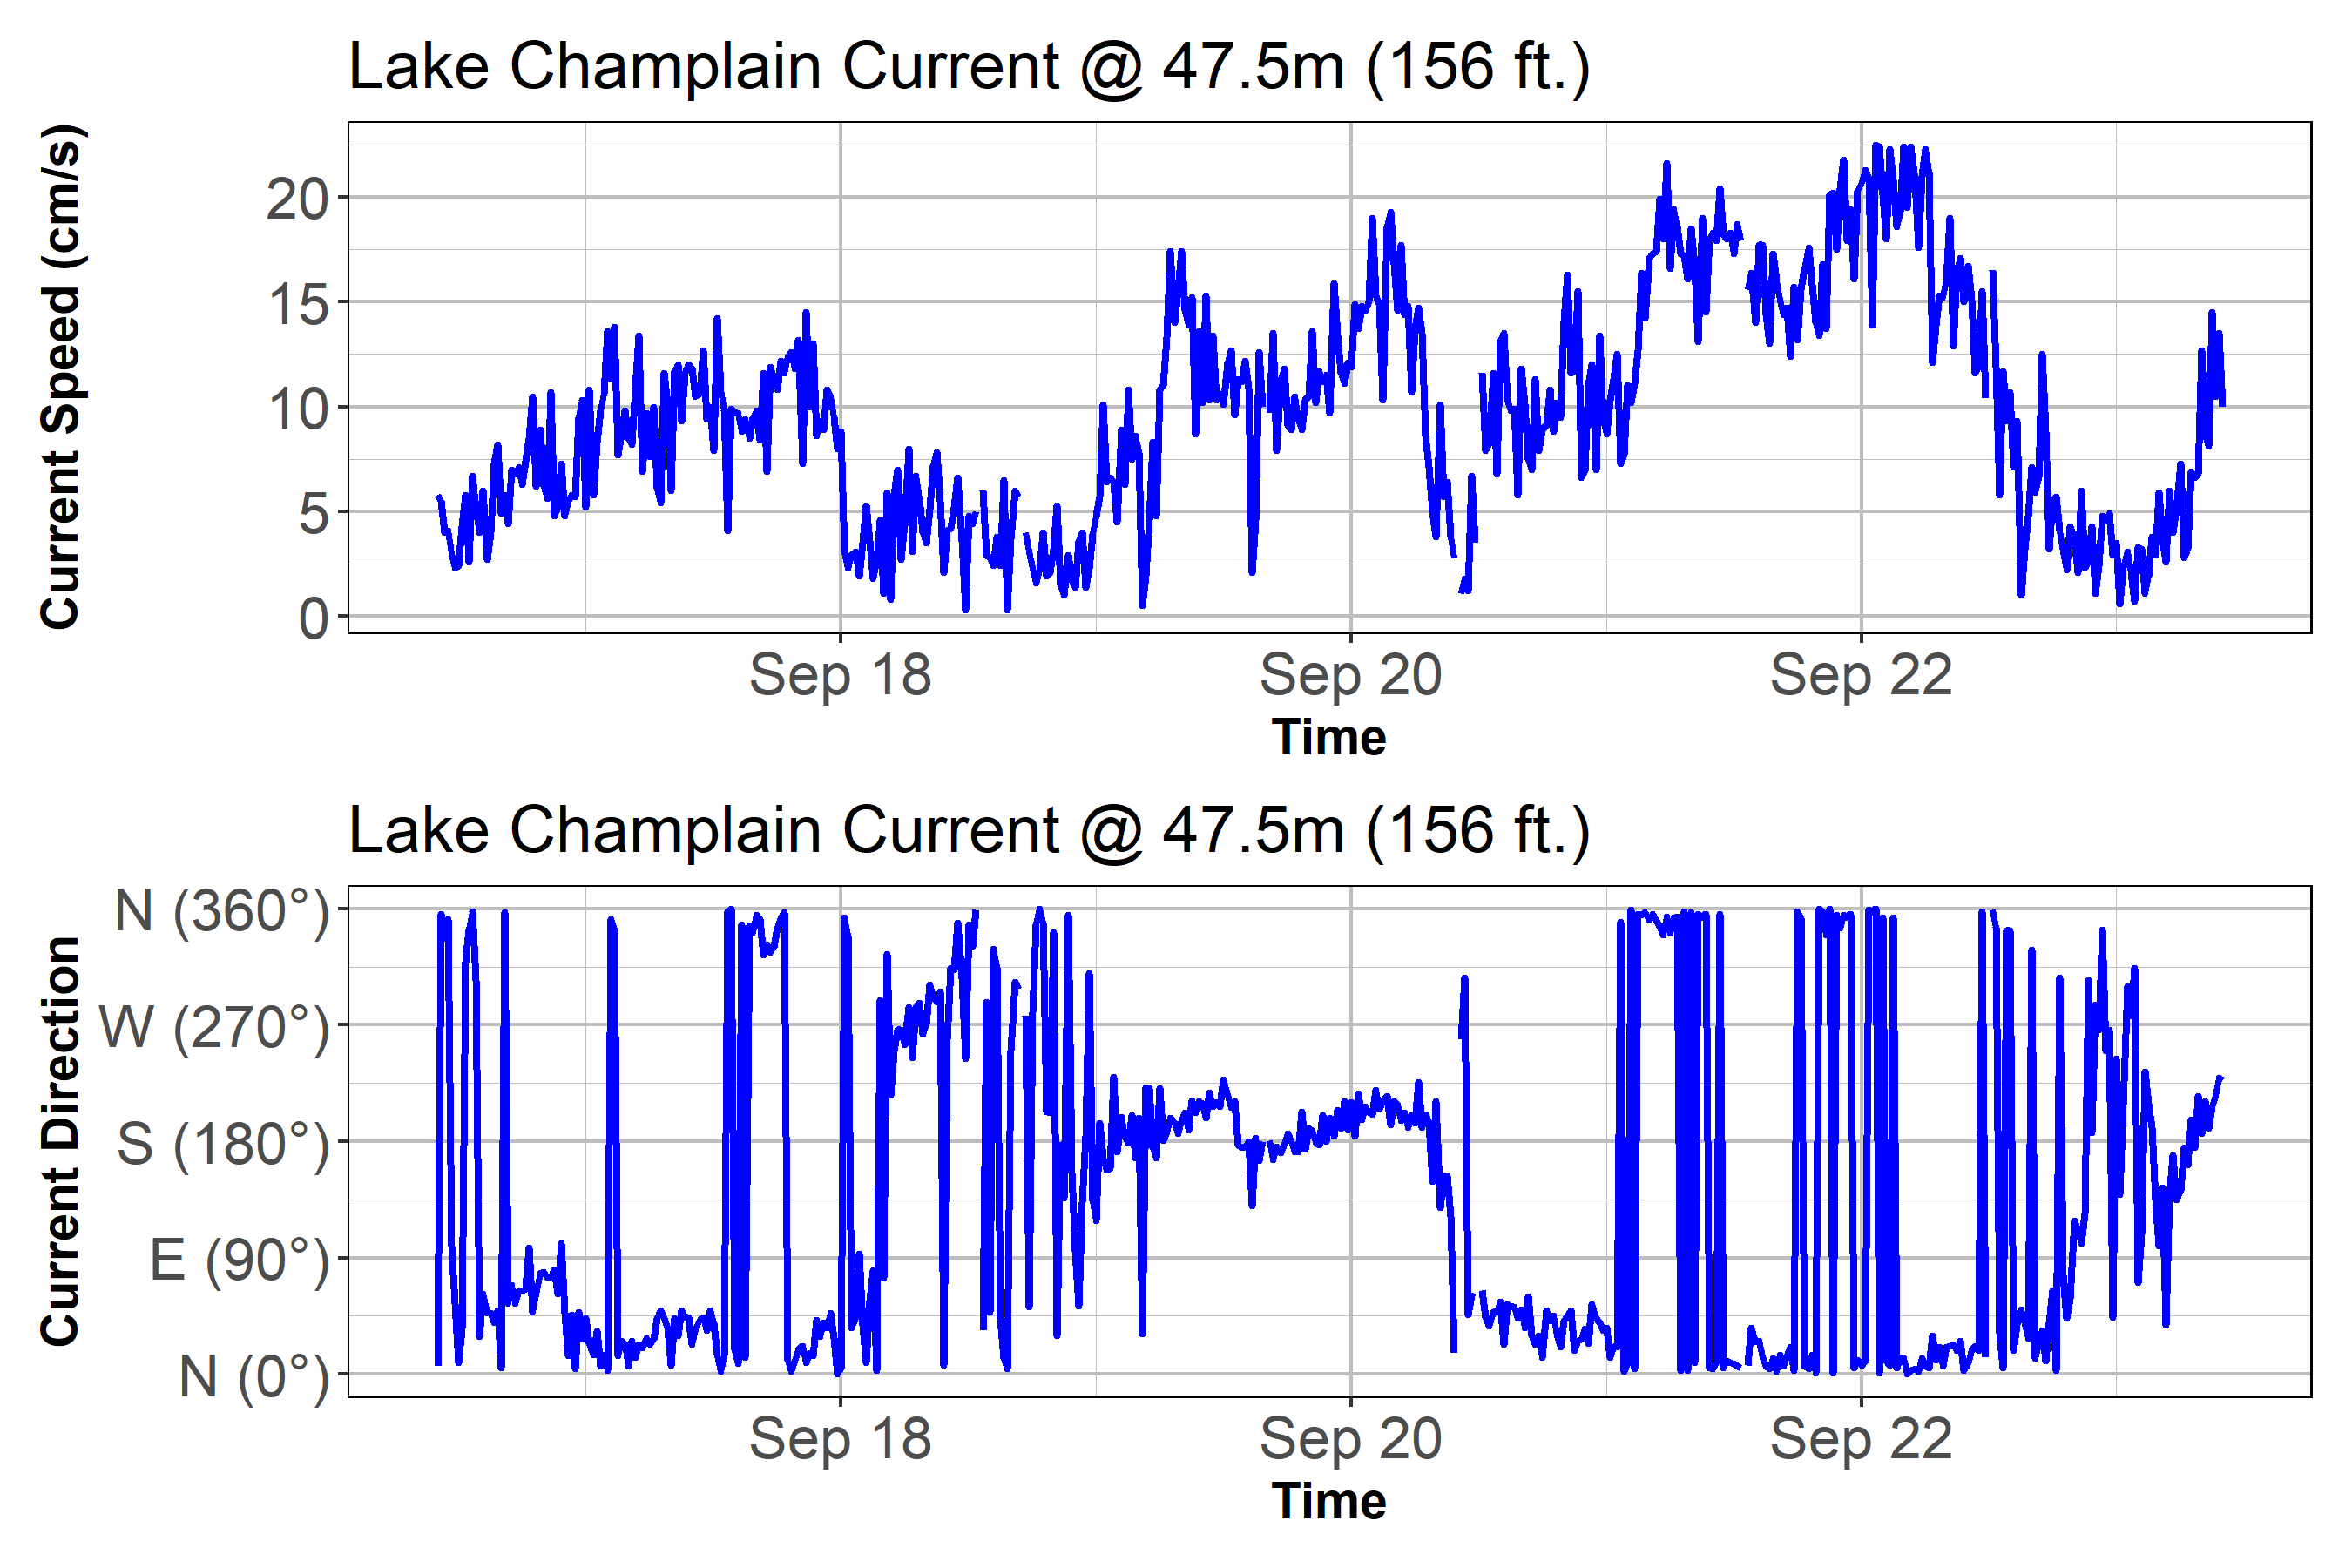 Lake Champlain Current @ 47.5m (156 ft.)
Current Speed (cm/s)
20
15
10
5
0
Sep 18 Sep 20 Sep 22
Time
Lake Champlain Current @ 47.5m (156 ft.)
Current Direction
N (360°)
W (270°)
S (180°)
E (90°)
N (0°)
Sep 18 Sep 20 Sep 22
Time